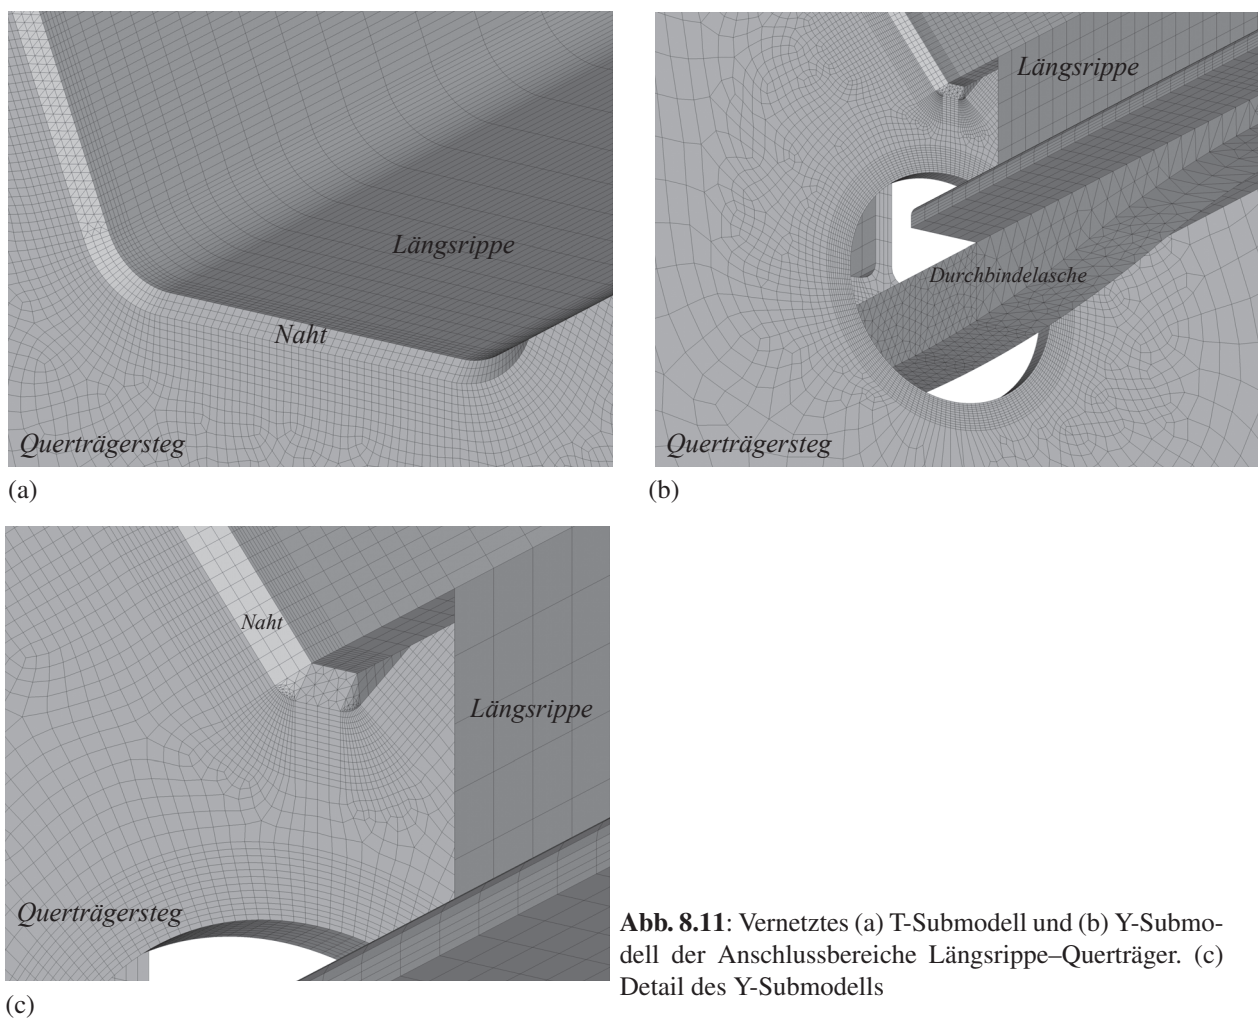 Längsrippe
Naht
Querträgersteg
(a)
Längsrippe
Durchbindelasche
Querträgersteg
(b)
Naht
Längsrippe
Querträgersteg
(c)
Abb. 8.11: Vernetztes (a) T-Submodell und (b) Y-Submo-
dell der Anschlussbereiche Längsrippe–Querträger. (c)
Detail des Y-Submodells